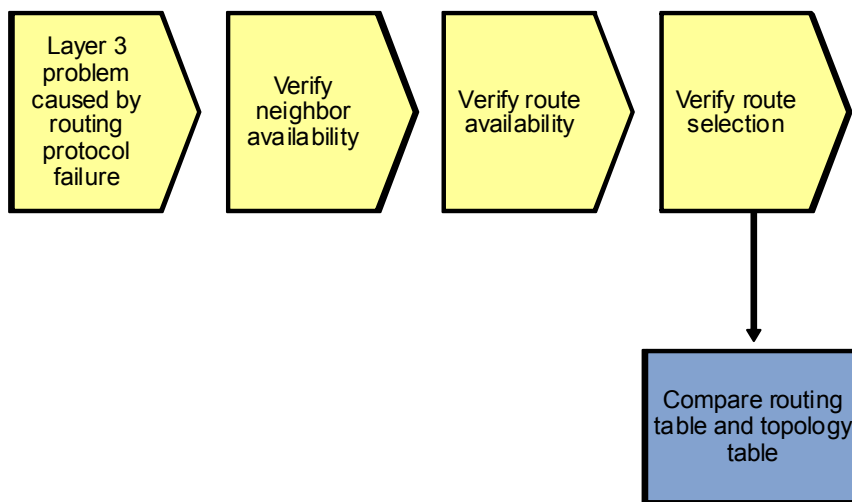 Layer 3
problem
caused by
routing
protocol
failure
Verify
neighbor
availability
Verify route
availability
Verify route
selection
Compare routing
table and topology
table